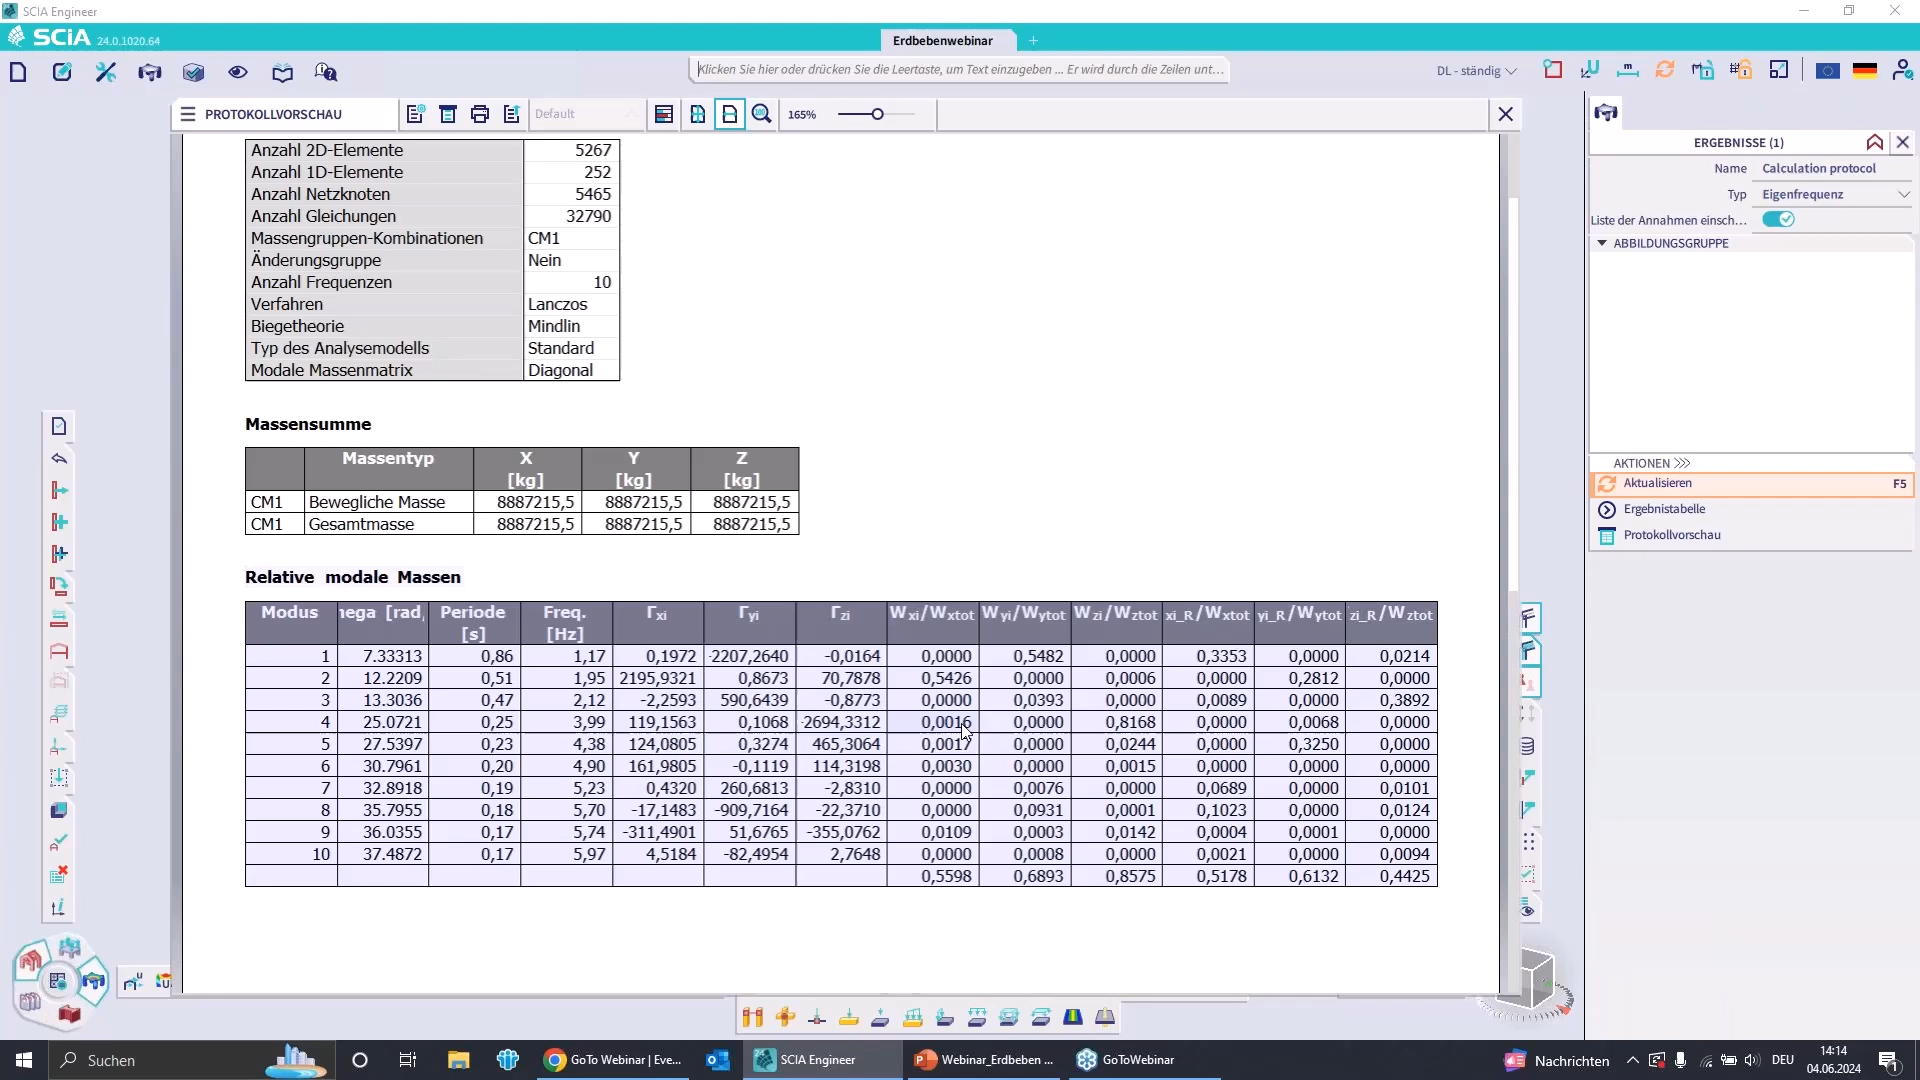 SCIA Engineer
SCIA 24.0.1020.64
Erdbebenwebinar
Klicken Sie hier oder drücken Sie die Leertaste, um Text einzugeben ... Er wird durch die Zeilen unt...
DL - ständig
PROTOKOLLVORSCHAU
Default
165%
Anzahl 2D-Elemente 5267
Anzahl 1D-Elemente 252
Anzahl Netzknoten 5465
Anzahl Gleichungen 32790
Massengruppen-Kombinationen CM1
Änderungsgruppe Nein
Anzahl Frequenzen 10
Verfahren Lanczos
Biegetheorie Mindlin
Typ des Analysemodells Standard
Modale Massenmatrix Diagonal
Massensumme
Massentyp X Y Z
[kg] [kg] [kg]
CM1 Bewegliche Masse 8887215,5 8887215,5 8887215,5
CM1 Gesamtmasse 8887215,5 8887215,5 8887215,5
Relative modale Massen
Modus nega [rad, Periode Freq. Γxi Γyi Γzi Wxi/Wxtot Wyi/Wytot Wzi/Wztot xi_R/Wxtot yi_R/Wytot zi_R/Wztot
[s] [Hz]
1 7.33313 0,86 1,17 0,1972 -2207,2640 -0,0164 0,0000 0,5482 0,0000 0,3353 0,0000 0,0214
2 12.2209 0,51 1,95 2195,9321 0,8673 70,7878 0,5426 0,0000 0,0006 0,0000 0,2812 0,0000
3 13.3036 0,47 2,12 -2,2593 590,6439 -0,8773 0,0000 0,0393 0,0000 0,0089 0,0000 0,3892
4 25.0721 0,25 3,99 119,1563 0,1068 -2694,3312 0,0016 0,0000 0,8168 0,0000 0,0068 0,0000
5 27.5397 0,23 4,38 124,0805 0,3274 465,3064 0,0017 0,0000 0,0244 0,0000 0,3250 0,0000
6 30.7961 0,20 4,90 161,9805 -0,1119 114,3198 0,0030 0,0000 0,0015 0,0000 0,0000 0,0000
7 32.8918 0,19 5,23 0,4320 260,6813 -2,8310 0,0000 0,0076 0,0000 0,0689 0,0000 0,0101
8 35.7955 0,18 5,70 -17,1483 -909,7164 -22,3710 0,0000 0,0931 0,0001 0,1023 0,0000 0,0124
9 36.0355 0,17 5,74 -311,4901 51,6765 -355,0762 0,0109 0,0003 0,0142 0,0004 0,0001 0,0000
10 37.4872 0,17 5,97 4,5184 -82,4954 2,7648 0,0000 0,0008 0,0000 0,0021 0,0000 0,0094
0,5598 0,6893 0,8575 0,5178 0,6132 0,4425
ERGEBNISSE (1)
Name Calculation protocol
Typ Eigenfrequenz
Liste der Annahmen einsch...
ABBILDUNGSGRUPPE
AKTIONEN >>>
Aktualisieren F5
Ergebnistabelle
Protokollvorschau
Suchen
GoTo Webinar | Eve...
SCIA Engineer
Webinar_Erdbeben ...
GoToWebinar
Nachrichten
DEU
14:14
04.06.2024
1